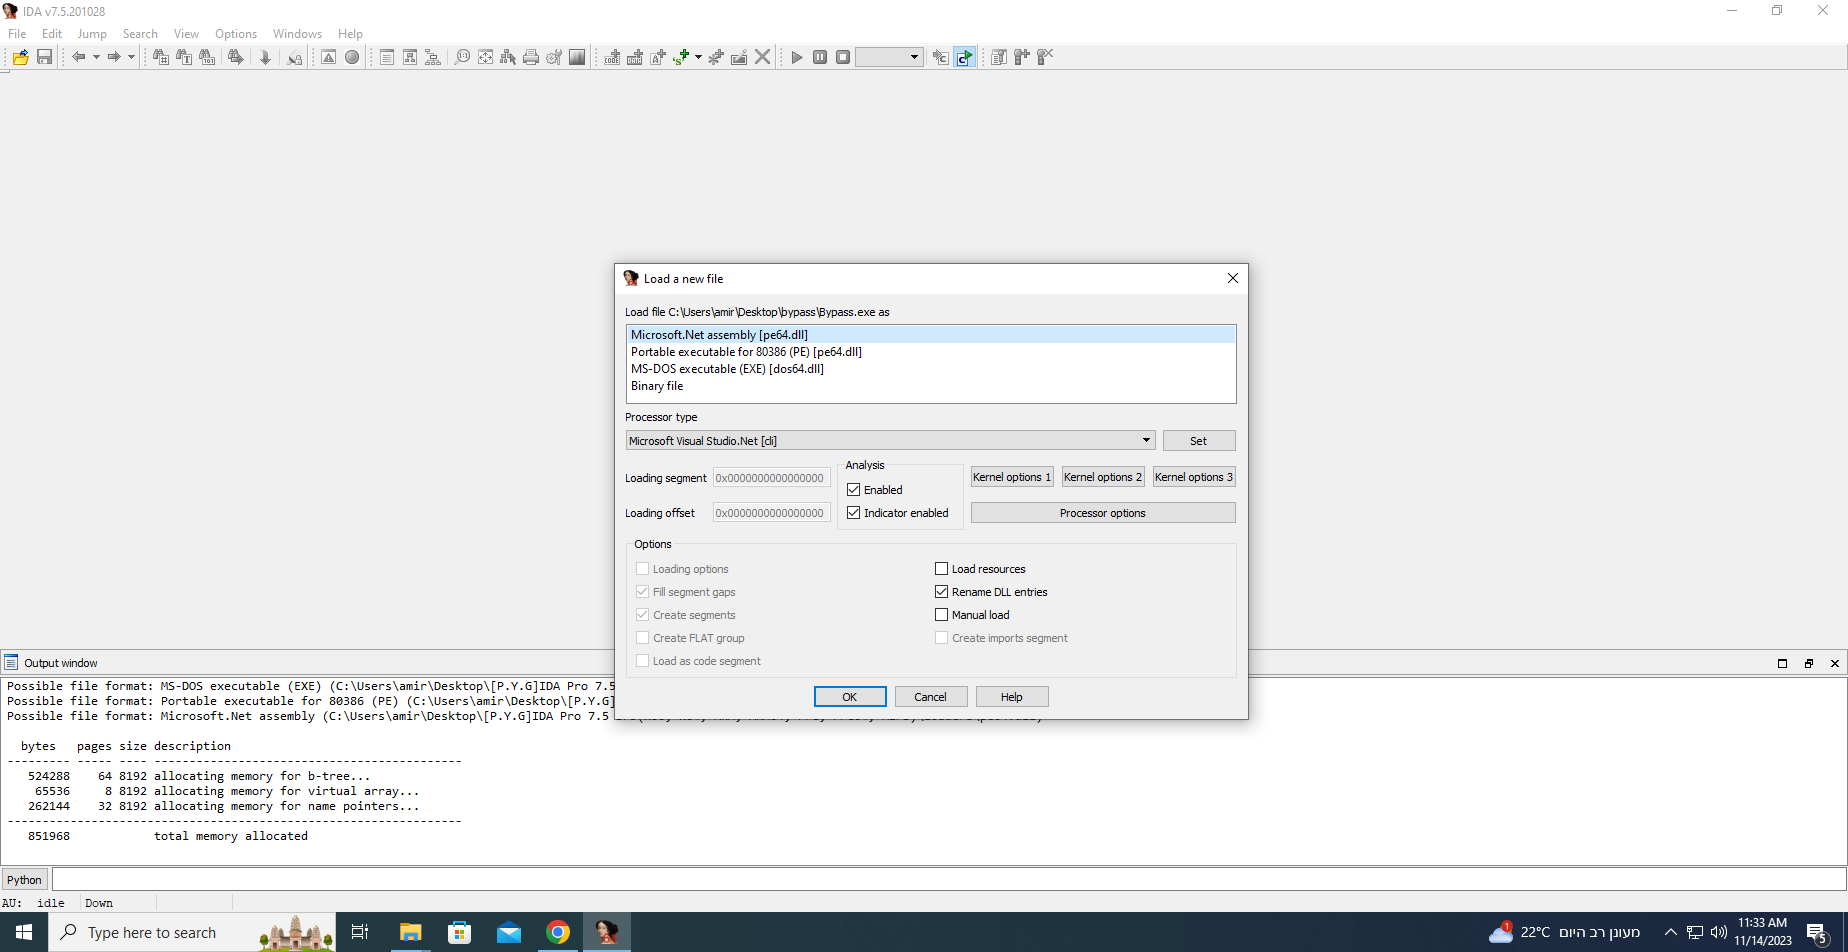 IDA v7.5.201028
File Edit Jump Search View Options Windows Help
Load a new file
Load file C:\Users\amir\Desktop\bypass\Bypass.exe as
Microsoft.Net assembly [pe64.dll]
Portable executable for 80386 (PE) [pe64.dll]
MS-DOS executable (EXE) [dos64.dll]
Binary file
Processor type
Microsoft Visual Studio.Net [cli]
Set
Loading segment 0x0000000000000000
Loading offset 0x0000000000000000
Analysis
Enabled
Indicator enabled
Kernel options 1 Kernel options 2 Kernel options 3
Processor options
Options
Loading options
Fill segment gaps
Create segments
Create FLAT group
Load as code segment
Load resources
Rename DLL entries
Manual load
Create imports segment
OK Cancel Help
Output window
Possible file format: MS-DOS executable (EXE) (C:\Users\amir\Desktop\[P.Y.G]IDA Pro 7.5
Possible file format: Portable executable for 80386 (PE) (C:\Users\amir\Desktop\[P.Y.G]
Possible file format: Microsoft.Net assembly (C:\Users\amir\Desktop\[P.Y.G]IDA Pro 7.5
bytes pages size description
--------- ----- ---- --------------------------------------------
524288 64 8192 allocating memory for b-tree...
65536 8 8192 allocating memory for virtual array...
262144 32 8192 allocating memory for name pointers...
-----------------------------------------------------------------
851968 total memory allocated
Python
AU: idle Down
Type here to search
1
22°C מעונן רב היום
11:33 AM
11/14/2023
5